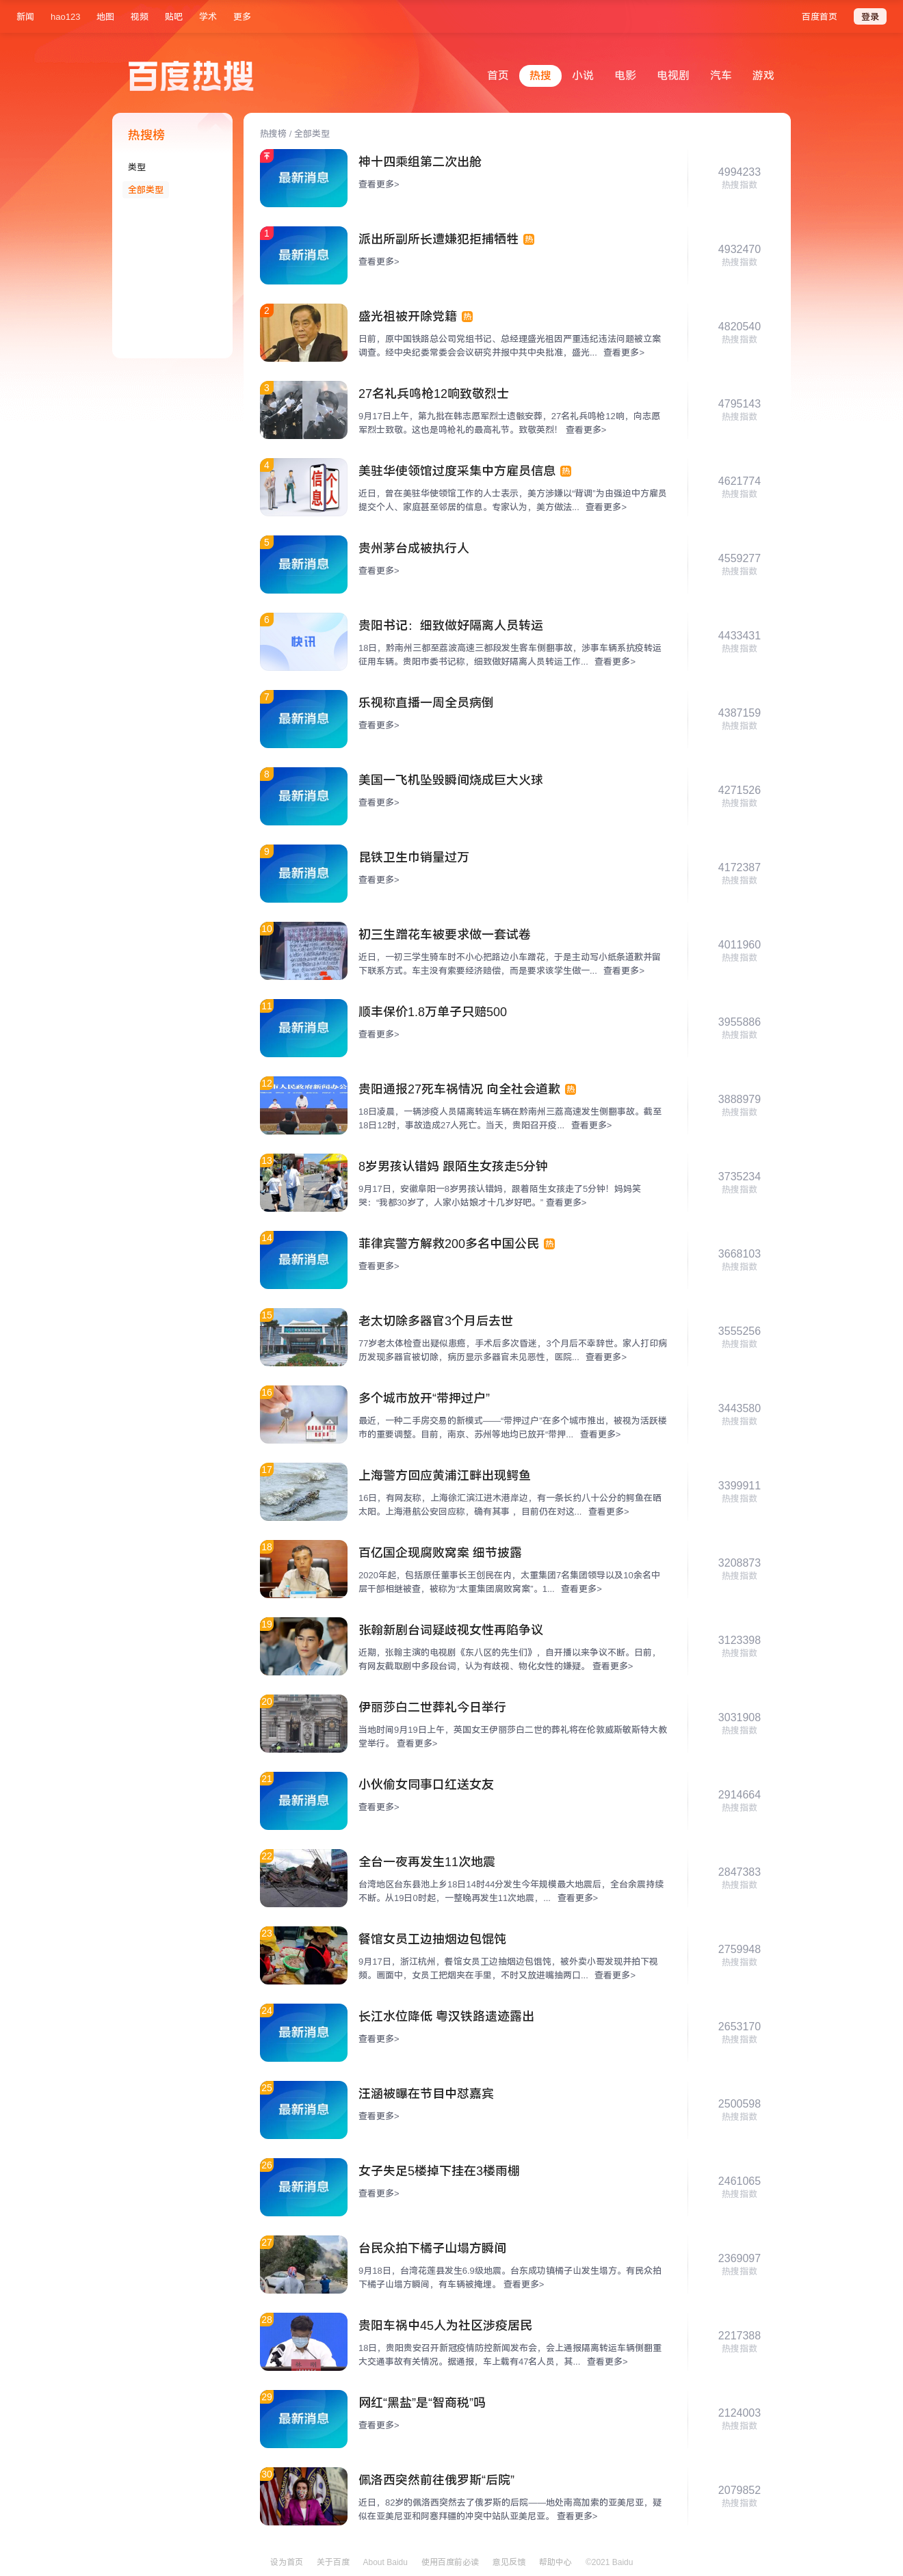 新闻 hao123 地图 视频 贴吧 学术 更多
百度首页 登录
百度热搜
首页 热搜 小说 电影 电视剧 汽车 游戏
热搜榜
类型
全部类型
热搜榜 / 全部类型
最新消息
神十四乘组第二次出舱
查看更多>
4994233
热搜指数
1
最新消息
派出所副所长遭嫌犯拒捕牺牲 热
查看更多>
4932470
热搜指数
2
盛光祖被开除党籍 热
日前，原中国铁路总公司党组书记、总经理盛光祖因严重违纪违法问题被立案
调查。经中央纪委常委会会议研究并报中共中央批准，盛光... 查看更多>
4820540
热搜指数
3
27名礼兵鸣枪12响致敬烈士
9月17日上午，第九批在韩志愿军烈士遗骸安葬，27名礼兵鸣枪12响，向志愿
军烈士致敬。这也是鸣枪礼的最高礼节。致敬英烈！ 查看更多>
4795143
热搜指数
4
个人
信息
美驻华使领馆过度采集中方雇员信息 热
近日，曾在美驻华使领馆工作的人士表示，美方涉嫌以“背调”为由强迫中方雇员
提交个人、家庭甚至邻居的信息。专家认为，美方做法... 查看更多>
4621774
热搜指数
5
最新消息
贵州茅台成被执行人
查看更多>
4559277
热搜指数
6
快讯
贵阳书记：细致做好隔离人员转运
18日，黔南州三都至荔波高速三都段发生客车侧翻事故，涉事车辆系抗疫转运
征用车辆。贵阳市委书记称，细致做好隔离人员转运工作... 查看更多>
4433431
热搜指数
7
最新消息
乐视称直播一周全员病倒
查看更多>
4387159
热搜指数
8
最新消息
美国一飞机坠毁瞬间烧成巨大火球
查看更多>
4271526
热搜指数
9
最新消息
昆铁卫生巾销量过万
查看更多>
4172387
热搜指数
10
初三生蹭花车被要求做一套试卷
近日，一初三学生骑车时不小心把路边小车蹭花，于是主动写小纸条道歉并留
下联系方式。车主没有索要经济赔偿，而是要求该学生做一... 查看更多>
4011960
热搜指数
11
最新消息
顺丰保价1.8万单子只赔500
查看更多>
3955886
热搜指数
12
市人民政府新闻办公
贵阳通报27死车祸情况 向全社会道歉 热
18日凌晨，一辆涉疫人员隔离转运车辆在黔南州三荔高速发生侧翻事故。截至
18日12时，事故造成27人死亡。当天，贵阳召开疫... 查看更多>
3888979
热搜指数
13
8岁男孩认错妈 跟陌生女孩走5分钟
9月17日，安徽阜阳一8岁男孩认错妈，跟着陌生女孩走了5分钟！妈妈笑
哭：“我都30岁了，人家小姑娘才十几岁好吧。” 查看更多>
3735234
热搜指数
14
最新消息
菲律宾警方解救200多名中国公民 热
查看更多>
3668103
热搜指数
15
老太切除多器官3个月后去世
77岁老太体检查出疑似患癌，手术后多次昏迷，3个月后不幸辞世。家人打印病
历发现多器官被切除，病历显示多器官未见恶性，医院... 查看更多>
3555256
热搜指数
16
多个城市放开“带押过户”
最近，一种二手房交易的新模式——“带押过户”在多个城市推出，被视为活跃楼
市的重要调整。目前，南京、苏州等地均已放开“带押... 查看更多>
3443580
热搜指数
17
上海警方回应黄浦江畔出现鳄鱼
16日，有网友称，上海徐汇滨江进木港岸边，有一条长约八十公分的鳄鱼在晒
太阳。上海港航公安回应称，确有其事 ，目前仍在对这... 查看更多>
3399911
热搜指数
18
百亿国企现腐败窝案 细节披露
2020年起，包括原任董事长王创民在内，太重集团7名集团领导以及10余名中
层干部相继被查，被称为“太重集团腐败窝案”。1... 查看更多>
3208873
热搜指数
19
张翰新剧台词疑歧视女性再陷争议
近期，张翰主演的电视剧《东八区的先生们》，自开播以来争议不断。日前，
有网友截取剧中多段台词，认为有歧视、物化女性的嫌疑。 查看更多>
3123398
热搜指数
20
伊丽莎白二世葬礼今日举行
当地时间9月19日上午，英国女王伊丽莎白二世的葬礼将在伦敦威斯敏斯特大教
堂举行。 查看更多>
3031908
热搜指数
21
最新消息
小伙偷女同事口红送女友
查看更多>
2914664
热搜指数
22
全台一夜再发生11次地震
台湾地区台东县池上乡18日14时44分发生今年规模最大地震后，全台余震持续
不断。从19日0时起，一整晚再发生11次地震，... 查看更多>
2847383
热搜指数
23
餐馆女员工边抽烟边包馄饨
9月17日，浙江杭州，餐馆女员工边抽烟边包馄饨，被外卖小哥发现并拍下视
频。画面中，女员工把烟夹在手里，不时又放进嘴抽两口... 查看更多>
2759948
热搜指数
24
最新消息
长江水位降低 粤汉铁路遗迹露出
查看更多>
2653170
热搜指数
25
最新消息
汪涵被曝在节目中怼嘉宾
查看更多>
2500598
热搜指数
26
最新消息
女子失足5楼掉下挂在3楼雨棚
查看更多>
2461065
热搜指数
27
台民众拍下橘子山塌方瞬间
9月18日，台湾花莲县发生6.9级地震。台东成功镇橘子山发生塌方。有民众拍
下橘子山塌方瞬间，有车辆被掩埋。 查看更多>
2369097
热搜指数
28
贵阳车祸中45人为社区涉疫居民
18日，贵阳贵安召开新冠疫情防控新闻发布会，会上通报隔离转运车辆侧翻重
大交通事故有关情况。据通报，车上载有47名人员，其... 查看更多>
2217388
热搜指数
29
最新消息
网红“黑盐”是“智商税”吗
查看更多>
2124003
热搜指数
30
佩洛西突然前往俄罗斯“后院”
近日，82岁的佩洛西突然去了俄罗斯的后院——地处南高加索的亚美尼亚，疑
似在亚美尼亚和阿塞拜疆的冲突中站队亚美尼亚。 查看更多>
2079852
热搜指数
设为首页 关于百度 About Baidu 使用百度前必读 意见反馈 帮助中心 ©2021 Baidu